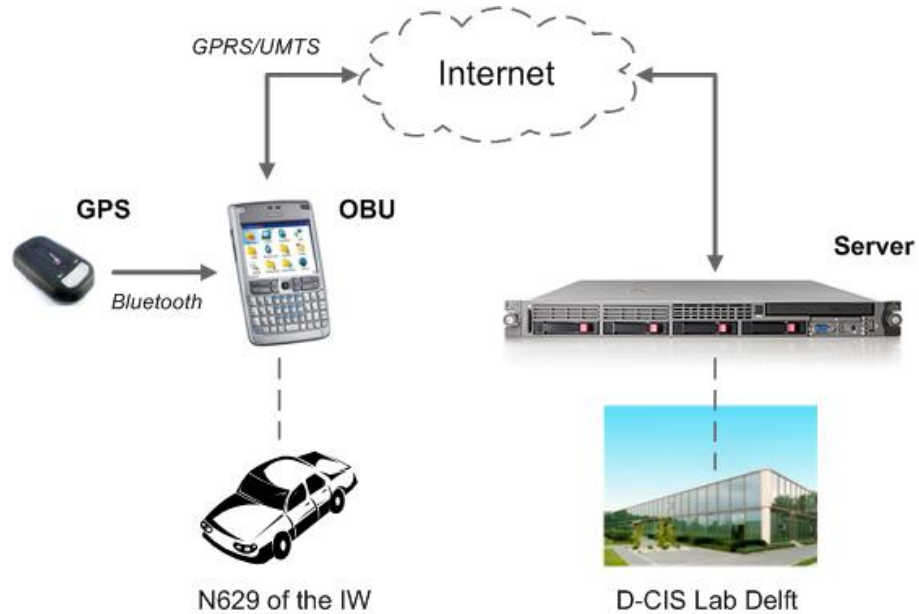 GPRS/UMTS
Internet
GPS
OBU
Server
Bluetooth
N629 of the IW
D-CIS Lab Delft